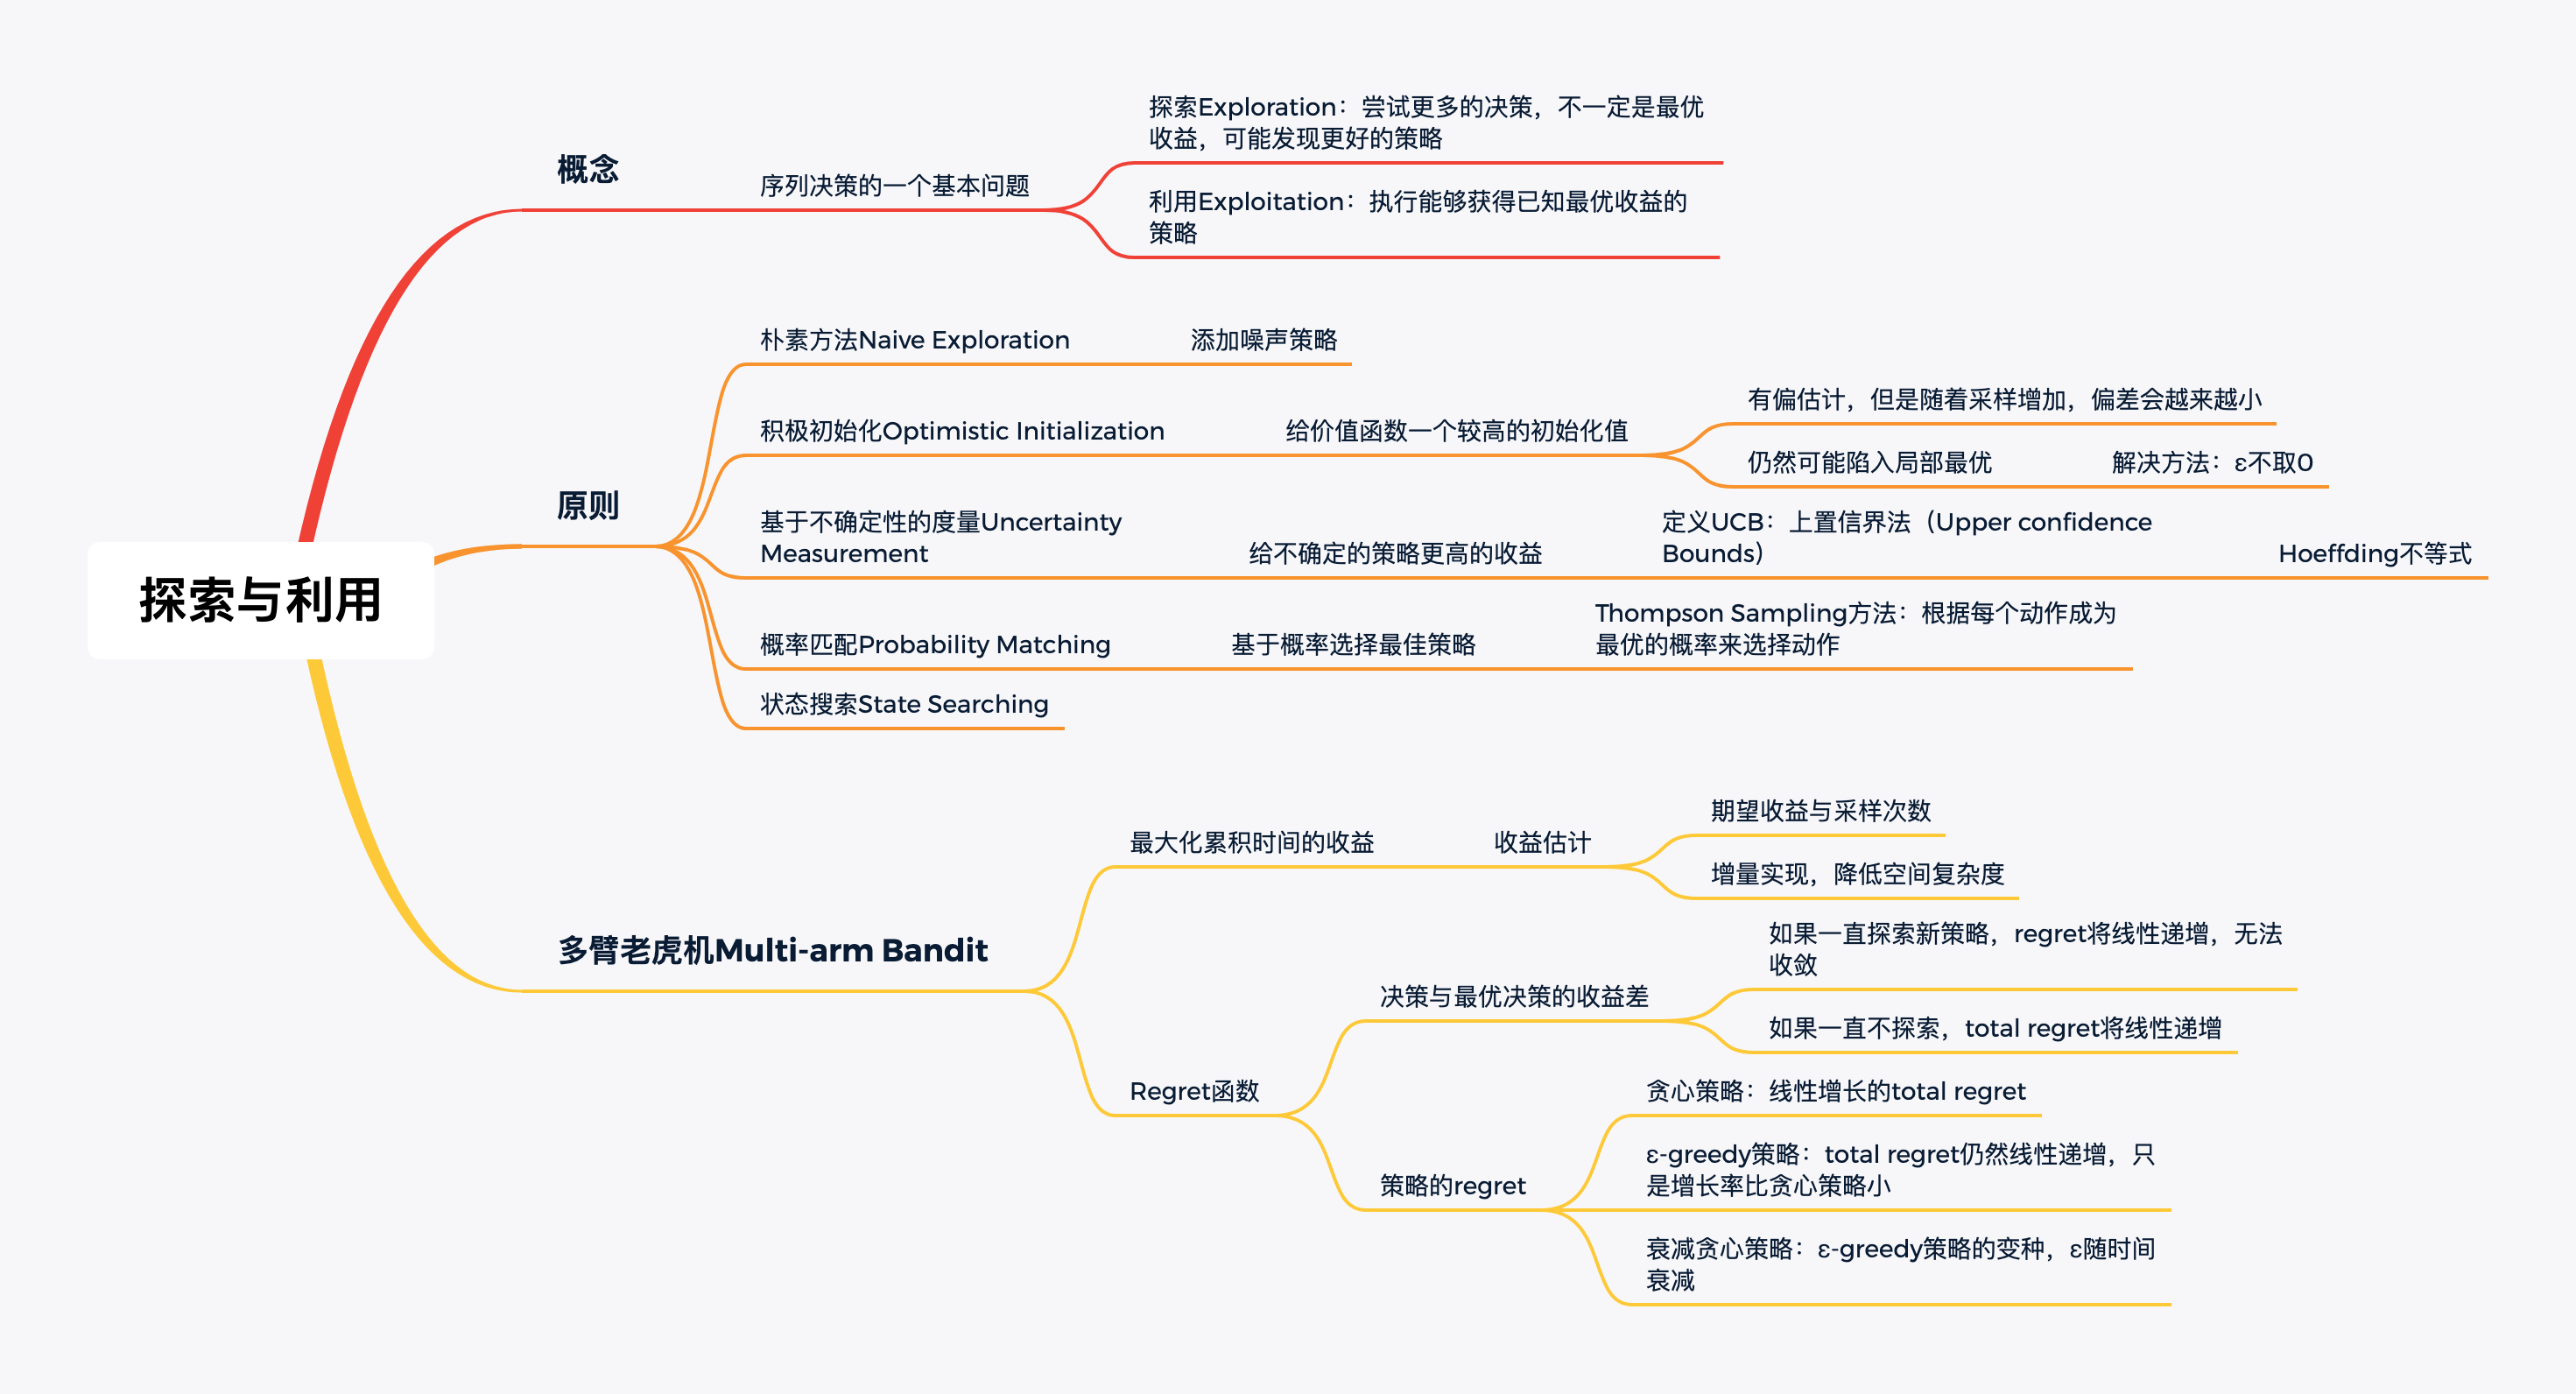 探索与利用
概念
序列决策的一个基本问题
探索Exploration：尝试更多的决策，不一定是最优
收益，可能发现更好的策略
利用Exploitation：执行能够获得已知最优收益的
策略
原则
朴素方法Naive Exploration
添加噪声策略
积极初始化Optimistic Initialization
给价值函数一个较高的初始化值
有偏估计，但是随着采样增加，偏差会越来越小
仍然可能陷入局部最优
解决方法：ε不取0
基于不确定性的度量Uncertainty
Measurement
给不确定的策略更高的收益
定义UCB：上置信界法（Upper confidence
Bounds）
Hoeffding不等式
概率匹配Probability Matching
基于概率选择最佳策略
Thompson Sampling方法：根据每个动作成为
最优的概率来选择动作
状态搜索State Searching
多臂老虎机Multi-arm Bandit
最大化累积时间的收益
收益估计
期望收益与采样次数
增量实现，降低空间复杂度
Regret函数
决策与最优决策的收益差
如果一直探索新策略，regret将线性递增，无法
收敛
如果一直不探索，total regret将线性递增
策略的regret
贪心策略：线性增长的total regret
ε-greedy策略：total regret仍然线性递增，只
是增长率比贪心策略小
衰减贪心策略：ε-greedy策略的变种，ε随时间
衰减